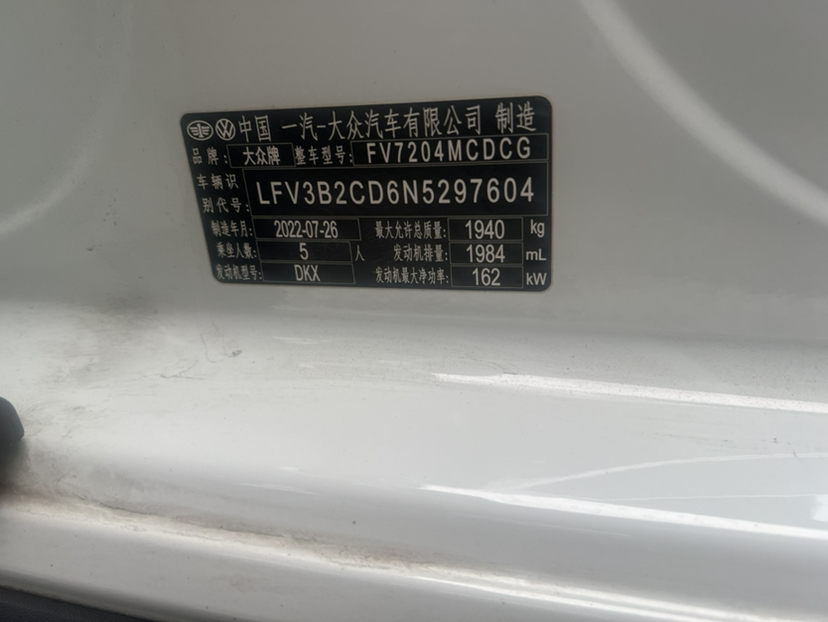 中国 一汽-大众汽车有限公司 制造
品牌: 大众牌 整车型号: FV7204MCDCG
车辆识别代号: LFV3B2CD6N5297604
制造年月: 2022-07-26 最大允许总质量: 1940 kg
乘坐人数: 5 人 发动机排量: 1984 mL
发动机型号: DKX 发动机最大净功率: 162 kW